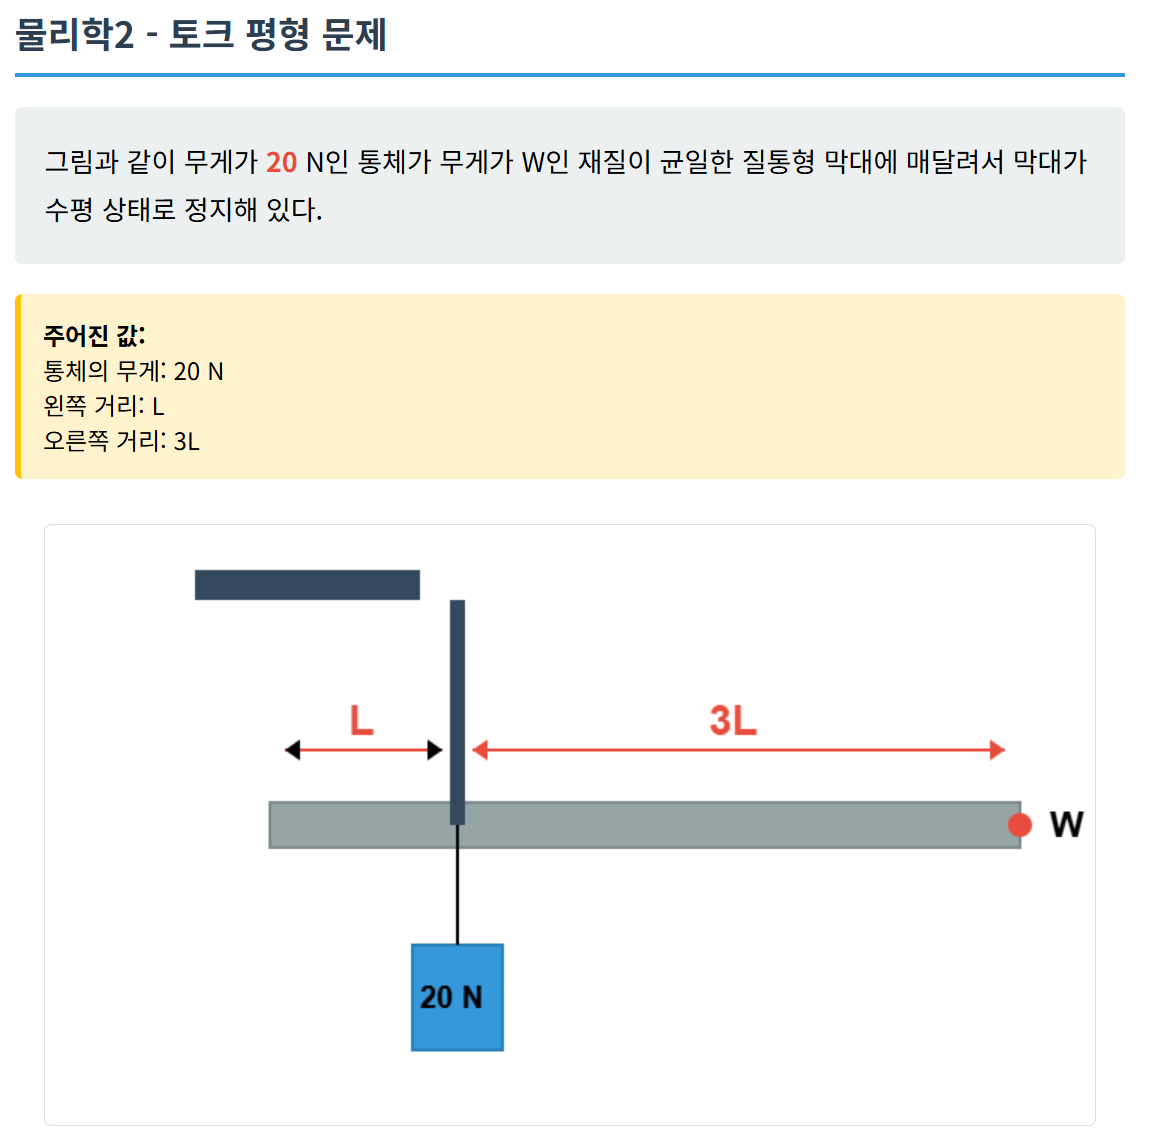 물리학2 - 토크 평형 문제
그림과 같이 무게가 20 N인 통체가 무게가 W인 재질이 균일한 질통형 막대에 매달려서 막대가
수평 상태로 정지해 있다.
주어진 값:
통체의 무게: 20 N
왼쪽 거리: L
오른쪽 거리: 3L
L
3L
W
20 N